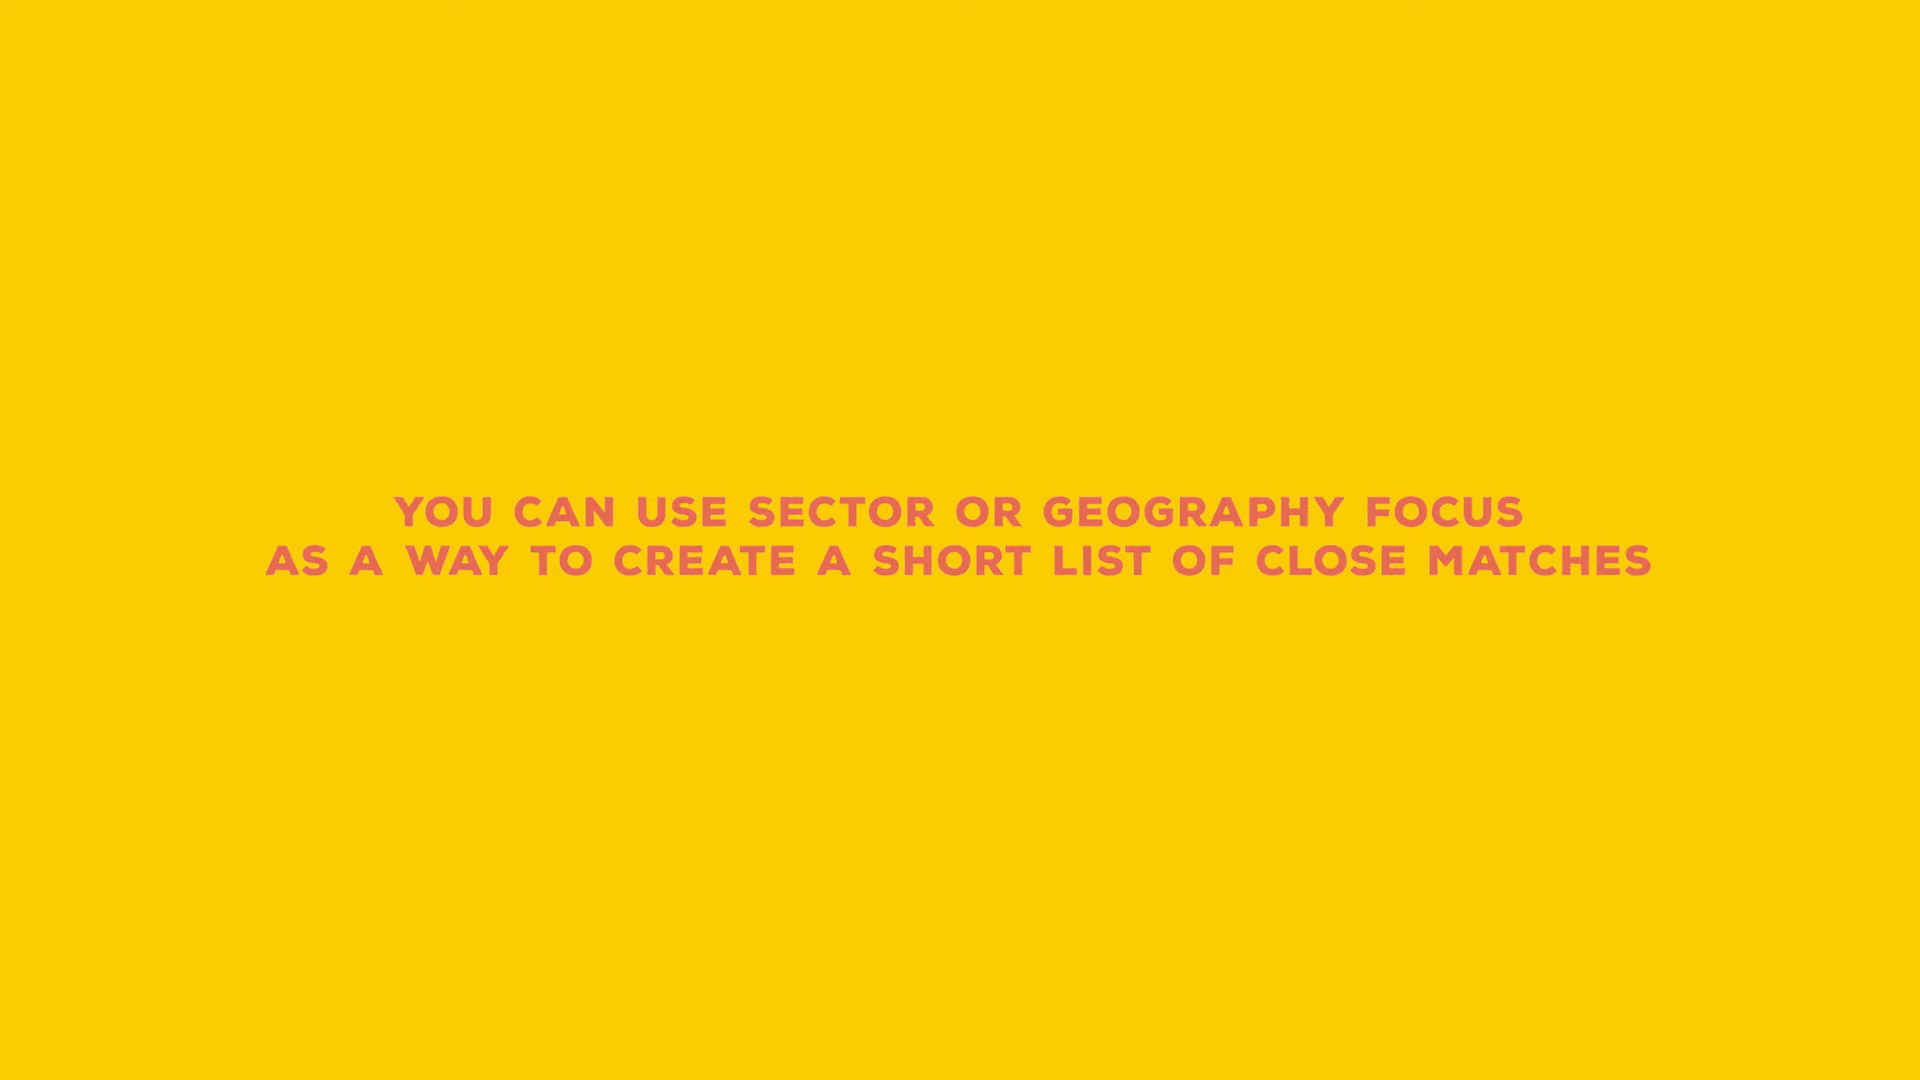 YOU CAN USE SECTOR OR GEOGRAPHY FOCUS
AS A WAY TO CREATE A SHORT LIST OF CLOSE MATCHES